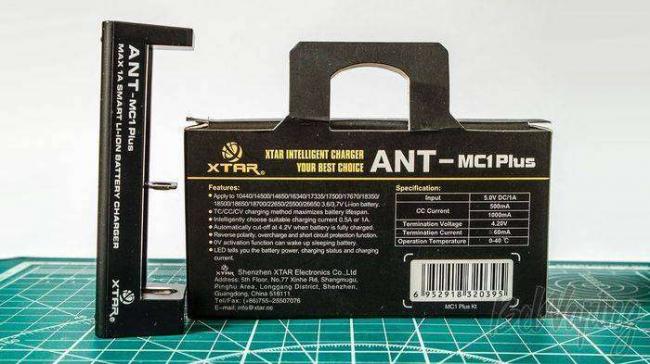 ANT-MC1 Plus
MAX 1A SMART LI-ION BATTERY CHARGER
XTAR®
XTAR®
XTAR INTELLIGENT CHARGER
YOUR BEST CHOICE
ANT-MC1 Plus
Features:
Apply to 10440/14500/14650/16340/17335/17500/17670/18350/
18500/18650/18700/22650/25500/26650 3.6/3.7V Li-ion battery.
TC/CC/CV charging method maximizes battery lifespan.
Intelligently choose suitable charging current 0.5A or 1A.
Automatically cut-off at 4.2V when battery is fully charged.
Reverse polarity, overcharge and short circuit protection function.
0V activation function can wake up sleeping battery.
LED tells you the battery power, charging status and charging
current.
XTAR
Shenzhen XTAR Electronics Co.,Ltd
Address: 5th Floor, No.77 Xinhe Rd, Shangmugu,
Pinghu Area, Longgang District, Shenzhen,
Guangdong, China 518111
Tel/Fax: (+86)755-25507076
E-mail: info@xtar.se
Specification:
Input 5.0V DC/1A
CC Current 500mA
1000mA
Termination Voltage 4.20V
Termination Current 60mA
Operation Temperature 0-40 ℃
6 952918 320395
MC1 Plus Kit